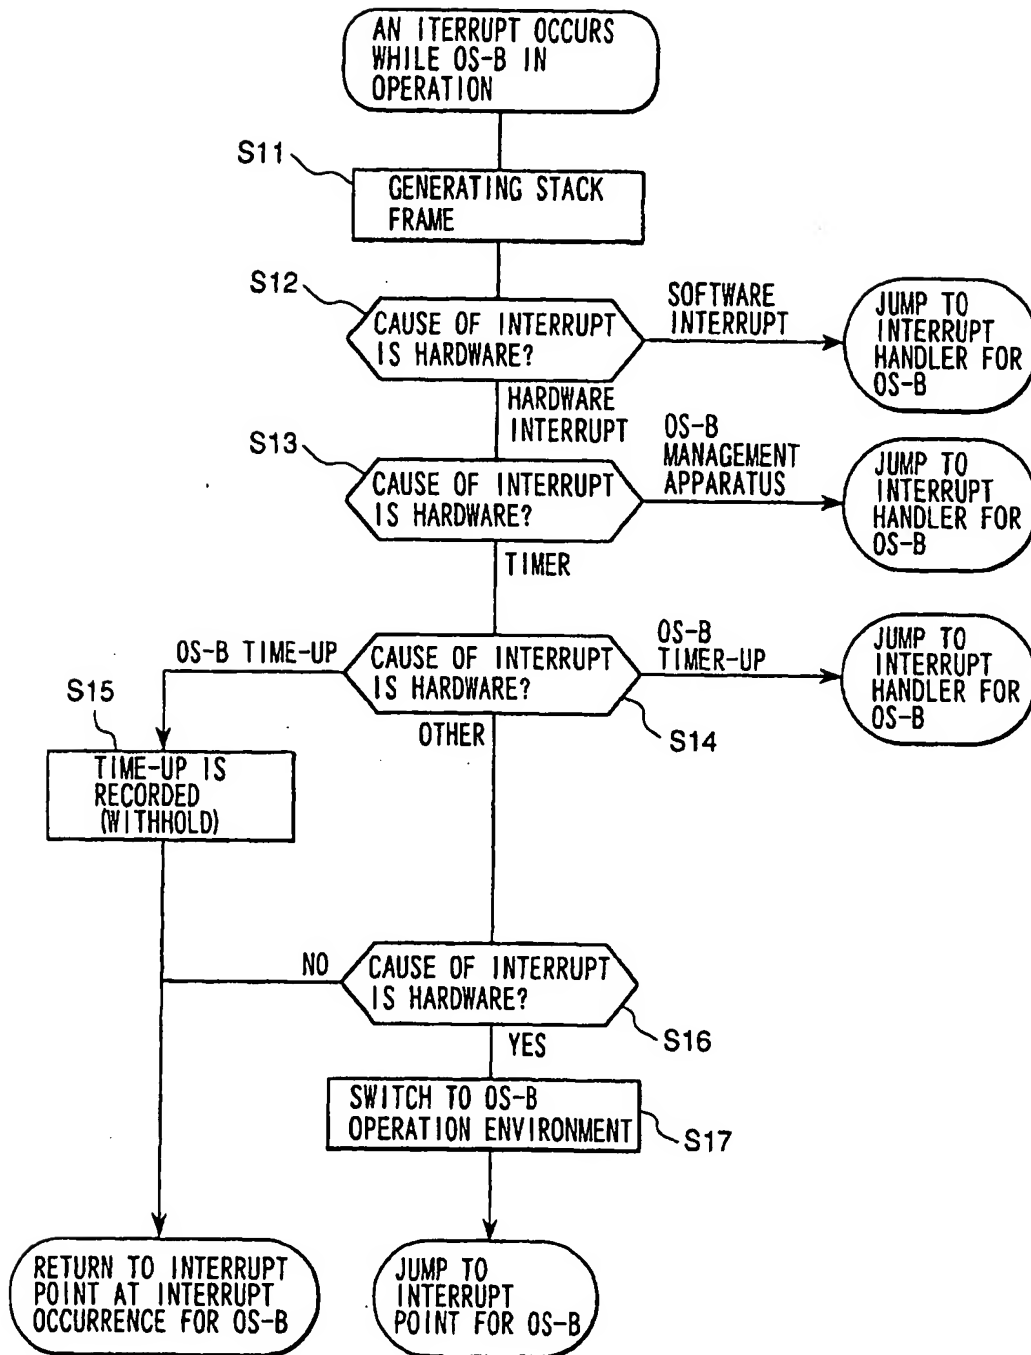 AN ITERRUPT OCCURS
WHILE OS-B IN
OPERATION
S11
GENERATING STACK
FRAME
S12
CAUSE OF INTERRUPT
IS HARDWARE?
SOFTWARE
INTERRUPT
JUMP TO
INTERRUPT
HANDLER FOR
OS-B
HARDWARE
INTERRUPT
S13
CAUSE OF INTERRUPT
IS HARDWARE?
OS-B
MANAGEMENT
APPARATUS
JUMP TO
INTERRUPT
HANDLER FOR
OS-B
TIMER
OS-B TIME-UP
CAUSE OF INTERRUPT
IS HARDWARE?
OS-B
TIMER-UP
JUMP TO
INTERRUPT
HANDLER FOR
OS-B
S14
OTHER
S15
TIME-UP IS
RECORDED
(WITHHOLD)
NO
CAUSE OF INTERRUPT
IS HARDWARE?
S16
YES
SWITCH TO OS-B
OPERATION ENVIRONMENT
S17
RETURN TO INTERRUPT
POINT AT INTERRUPT
OCCURRENCE FOR OS-B
JUMP TO
INTERRUPT
POINT FOR OS-B